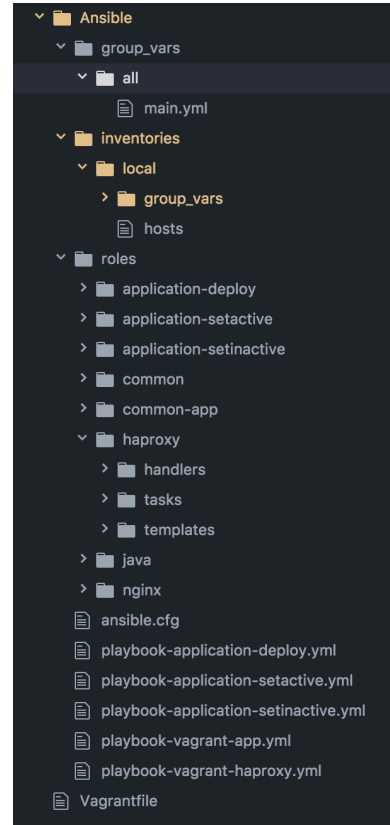 Ansible
group_vars
all
main.yml
inventories
local
group_vars
hosts
roles
application-deploy
application-setactive
application-setinactive
common
common-app
haproxy
handlers
tasks
templates
java
nginx
ansible.cfg
playbook-application-deploy.yml
playbook-application-setactive.yml
playbook-application-setinactive.yml
playbook-vagrant-app.yml
playbook-vagrant-haproxy.yml
Vagrantfile